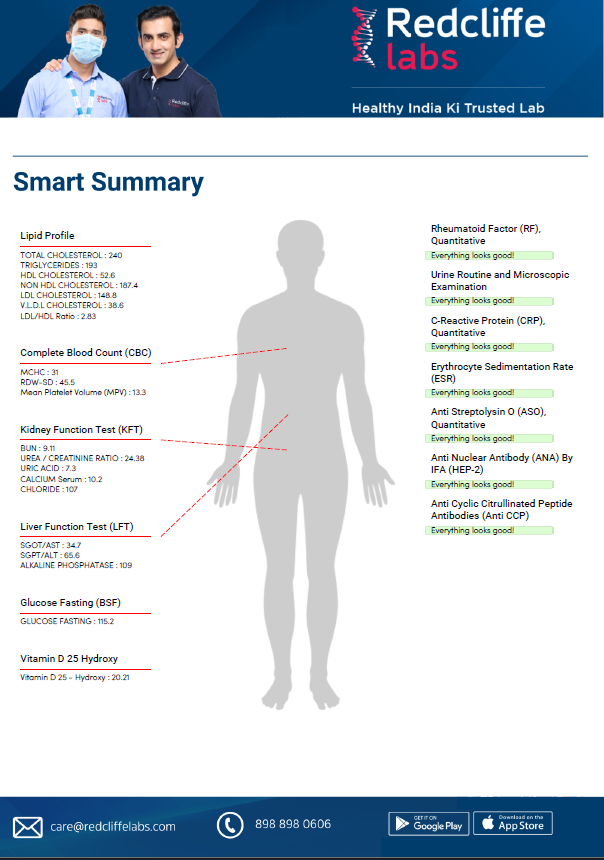 Redcliffe
labs
Healthy India Ki Trusted Lab
Smart Summary
Lipid Profile
TOTAL CHOLESTEROL : 240
TRIGLYCERIDES : 193
HDL CHOLESTEROL : 52.6
NON HDL CHOLESTEROL : 187.4
LDL CHOLESTEROL : 148.8
V.L.D.L CHOLESTEROL : 38.6
LDL/HDL Ratio : 2.83
Complete Blood Count (CBC)
MCHC : 31
RDW-SD : 45.5
Mean Platelet Volume (MPV) : 13.3
Kidney Function Test (KFT)
BUN : 9.11
UREA / CREATININE RATIO : 24.38
URIC ACID : 7.3
CALCIUM Serum : 10.2
CHLORIDE : 107
Liver Function Test (LFT)
SGOT/AST : 34.7
SGPT/ALT : 65.6
ALKALINE PHOSPHATASE : 109
Glucose Fasting (BSF)
GLUCOSE FASTING : 115.2
Vitamin D 25 Hydroxy
Vitamin D 25 - Hydroxy : 20.21
Rheumatoid Factor (RF),
Quantitative
Everything looks good!
Urine Routine and Microscopic
Examination
Everything looks good!
C-Reactive Protein (CRP),
Quantitative
Everything looks good!
Erythrocyte Sedimentation Rate
(ESR)
Everything looks good!
Anti Streptolysin O (ASO),
Quantitative
Everything looks good!
Anti Nuclear Antibody (ANA) By
IFA (HEP-2)
Everything looks good!
Anti Cyclic Citrullinated Peptide
Antibodies (Anti CCP)
Everything looks good!
care@redcliffelabs.com
898 898 0606
GET IT ON
Google Play
Download on the
App Store